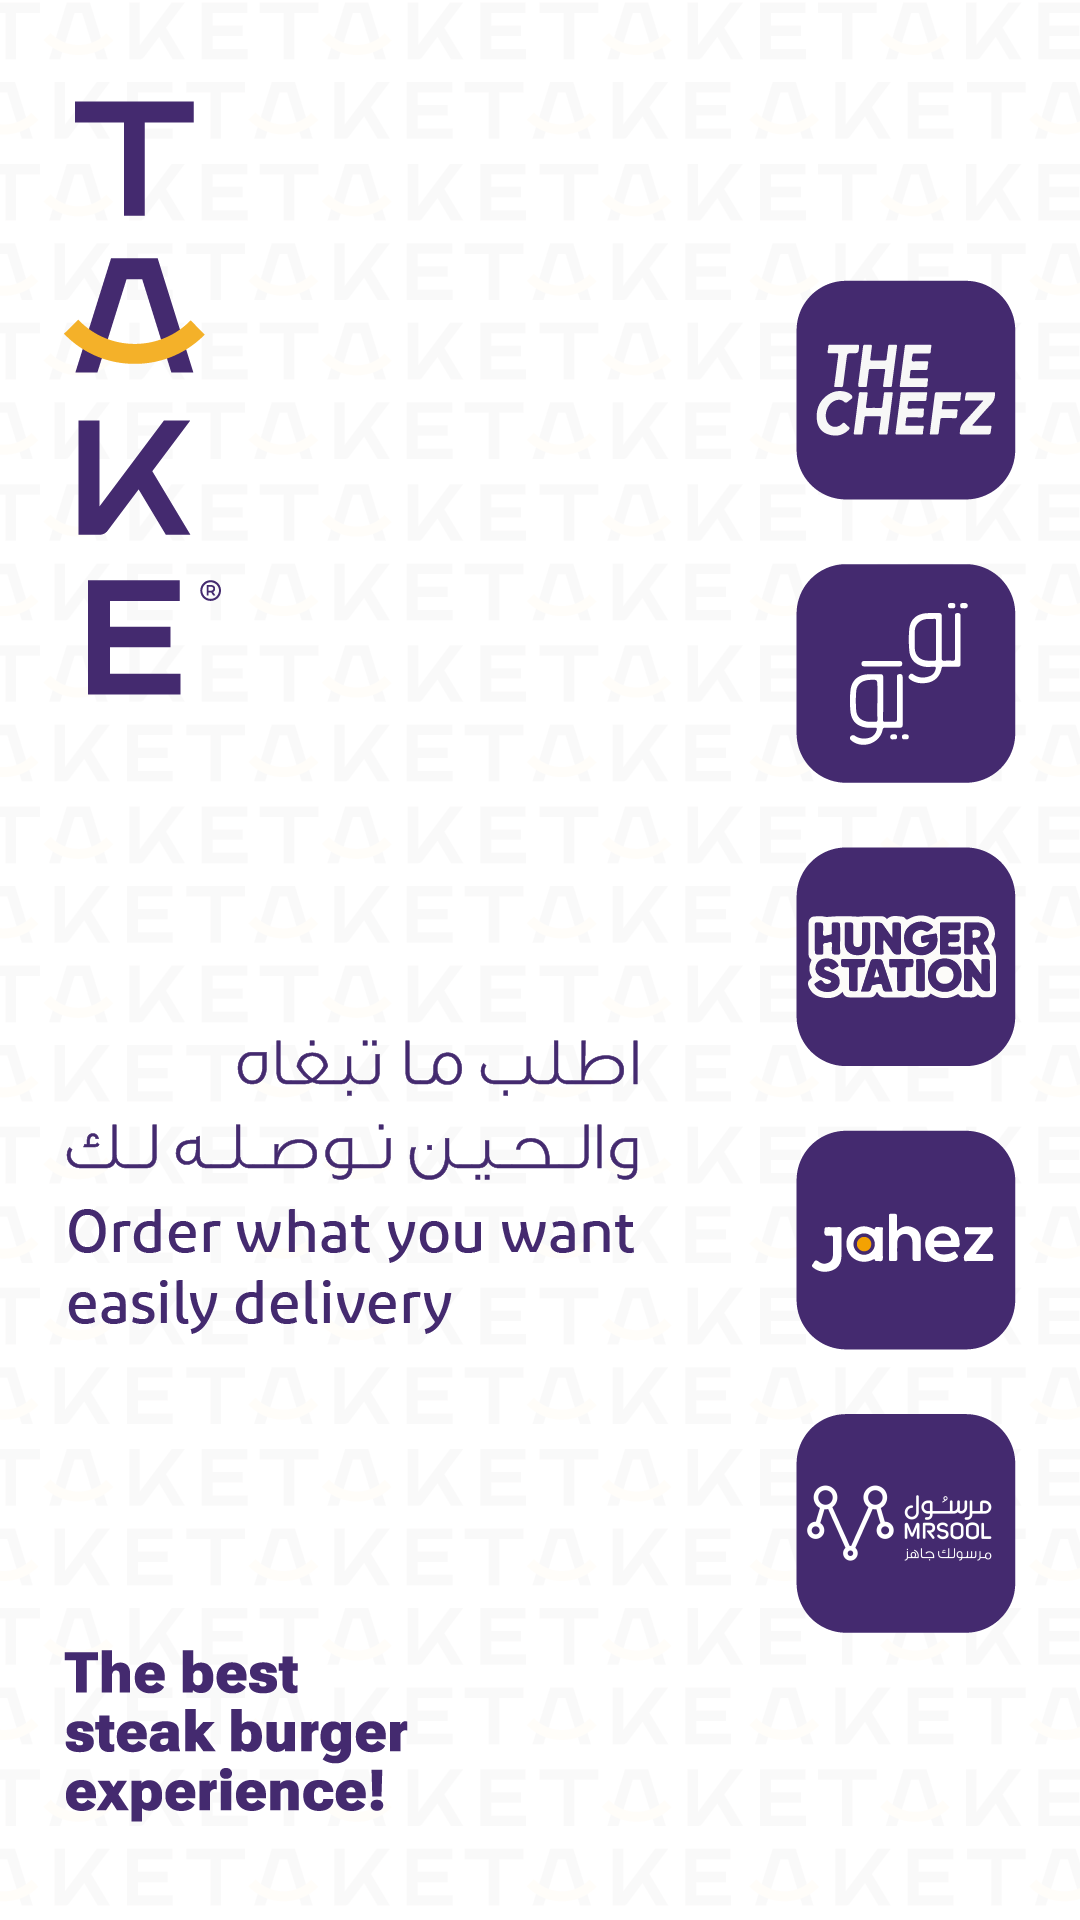 TAKE®
THE
CHEFZ
تو
يو
HUNGER
STATION
اطلب ما تبغاه
والحين نوصله لك
Order what you want
easily delivery
jahez
مرسول
MRSOOL
مرسولك جاهز
The best
steak burger
experience!